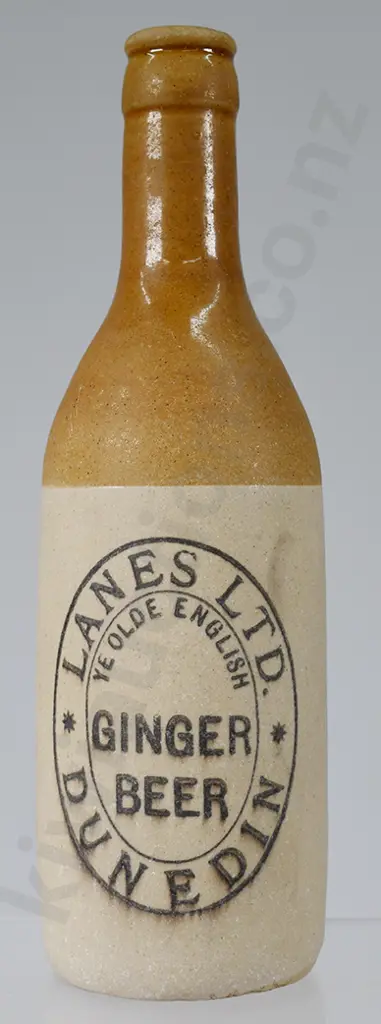 LANES LTD.
YE OLDE ENGLISH
GINGER
BEER
DUNEDIN